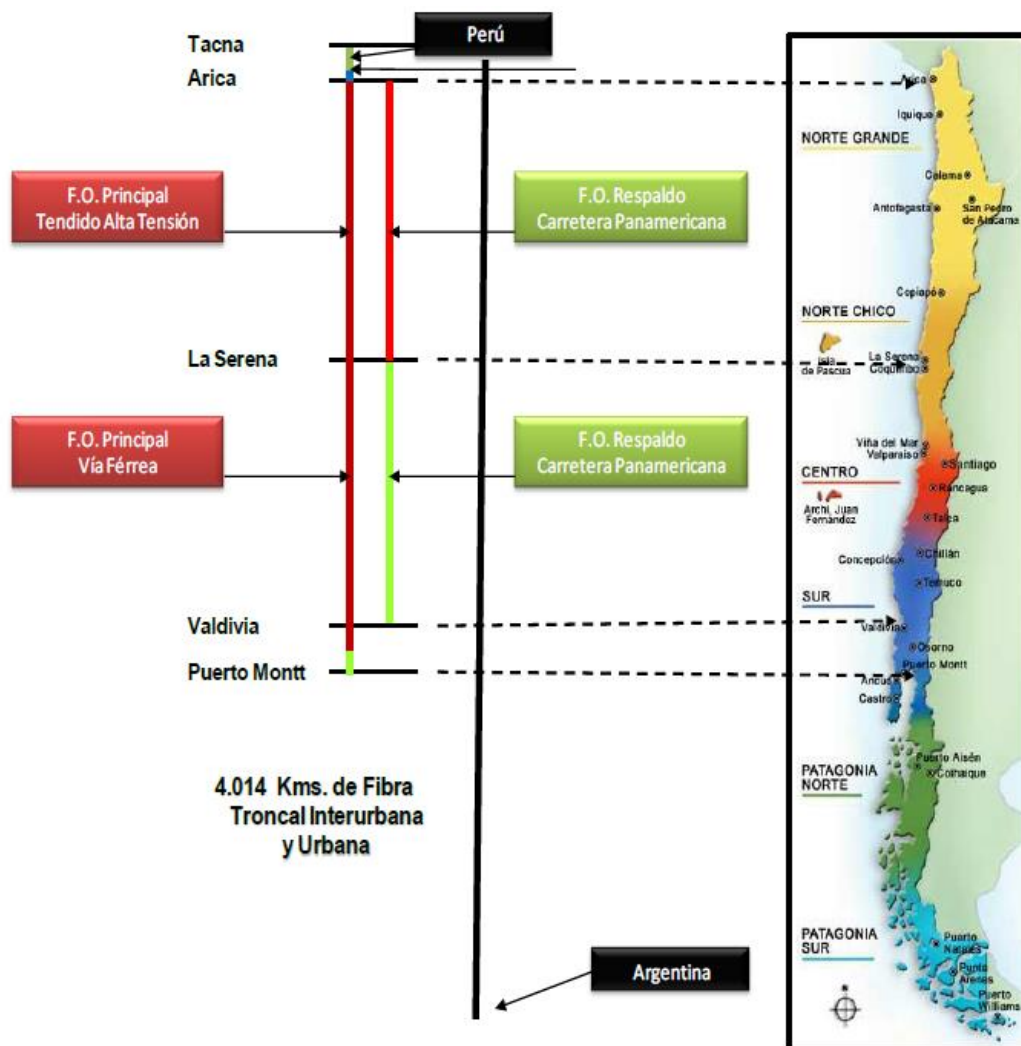 Tacna
Perú
Arica
F.O. Principal
Tendido Alta Tensión
F.O. Respaldo
Carretera Panamericana
La Serena
F.O. Principal
Vía Férrea
F.O. Respaldo
Carretera Panamericana
Valdivia
Puerto Montt
4.014 Kms. de Fibra
Troncal Interurbana
y Urbana
Argentina
Arica
Iquique
NORTE GRANDE
Calama
Antofagasta
San Pedro
de Atacama
Copiapó
NORTE CHICO
Isla
de Pascua
La Serena
Coquimbo
Viña del Mar
Valparaíso
Santiago
CENTRO
Rancagua
Archi. Juan
Fernández
Talca
Chillán
Concepción
Temuco
SUR
Valdivia
Osorno
Puerto Montt
Ancud
Castro
Puerto Aisén
Coihaique
PATAGONIA
NORTE
PATAGONIA
SUR
Puerto
Natales
Punta
Arenas
Puerto
Williams